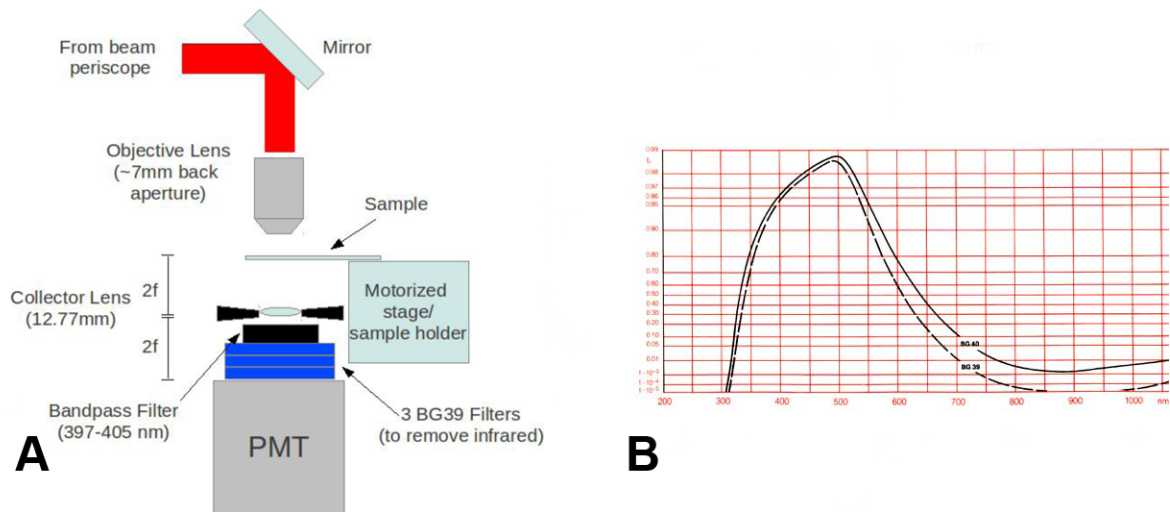 From beam
periscope
Mirror
Objective Lens
(~7mm back
aperture)
Sample
2f
Collector Lens
(12.77mm)
2f
Motorized
stage/
sample holder
Bandpass Filter
(397-405 nm)
3 BG39 Filters
(to remove infrared)
PMT
A
0.99
0.98
0.97
0.96
0.95
0.90
0.80
0.70
0.60
0.50
0.40
0.30
0.20
0.10
0.05
0.01
BG 40
BG 39
200 300 400 500 600 700 800 900 1000 nm
B